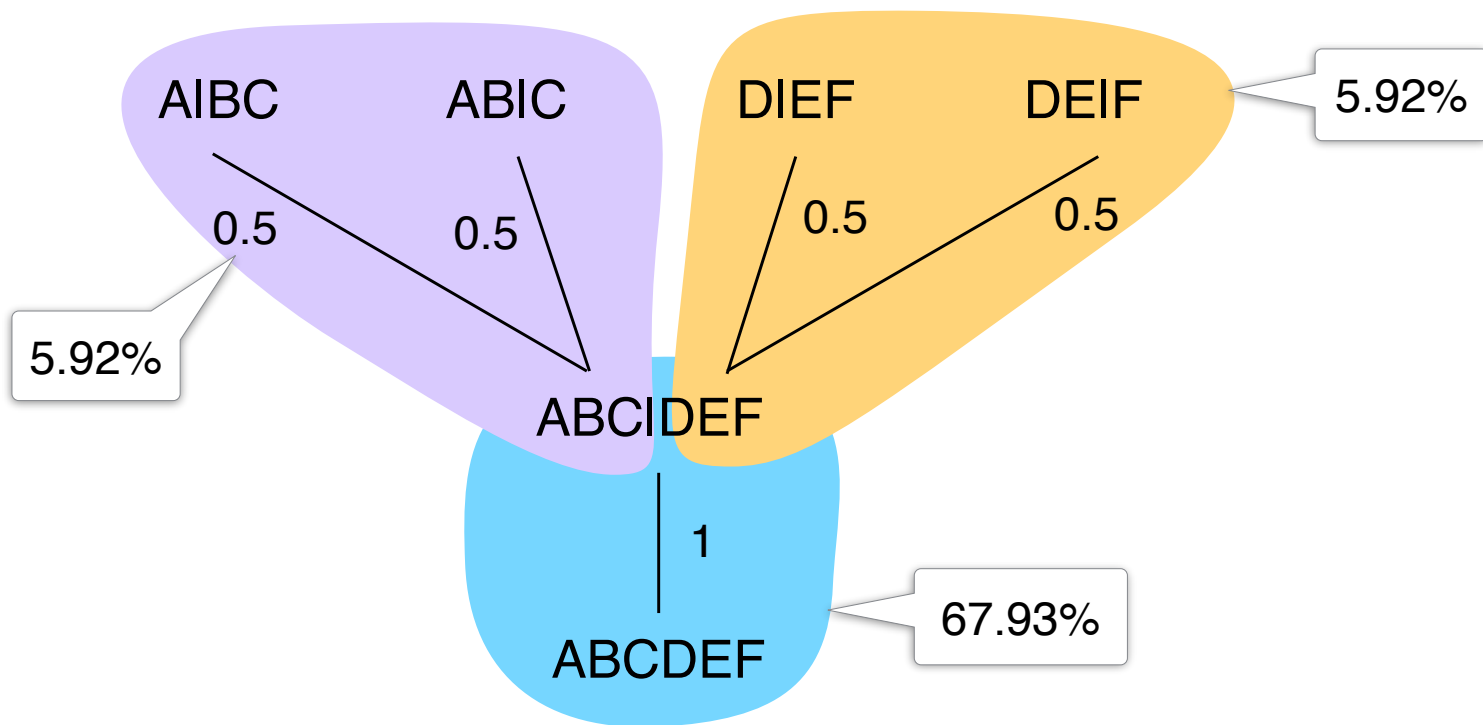 AIBC ABIC DIEF DEIF
5.92%
0.5 0.5 0.5 0.5
5.92%
ABCIDEF
1
67.93%
ABCDEF